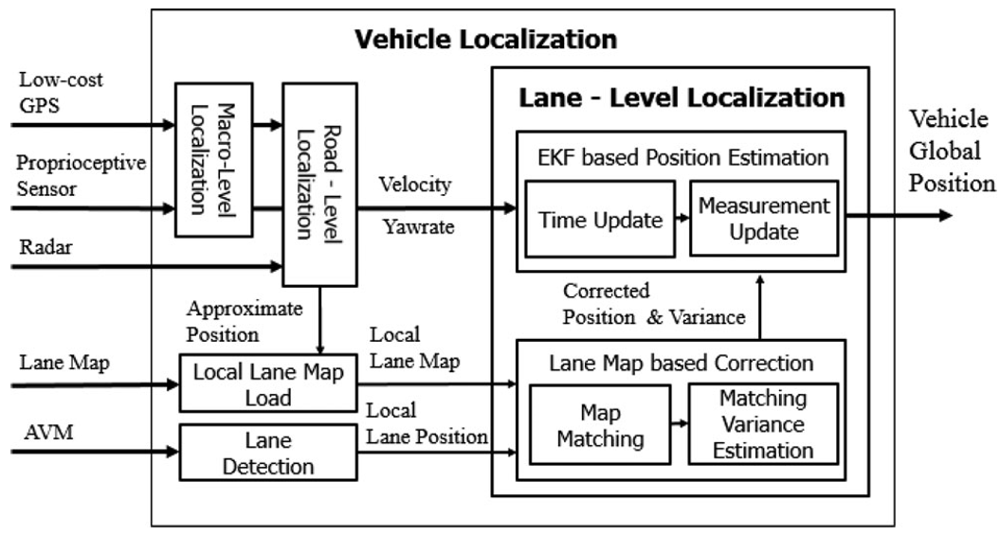 Vehicle Localization
Low-cost
GPS
Proprioceptive
Sensor
Radar
Macro-Level
Localization
Road - Level
Localization
Velocity
Yawrate
Approximate
Position
Lane Map
Local Lane Map
Load
Local
Lane Map
AVM
Lane
Detection
Local
Lane Position
Lane - Level Localization
EKF based Position Estimation
Time Update
Measurement
Update
Corrected
Position & Variance
Lane Map based Correction
Map
Matching
Matching
Variance
Estimation
Vehicle
Global
Position